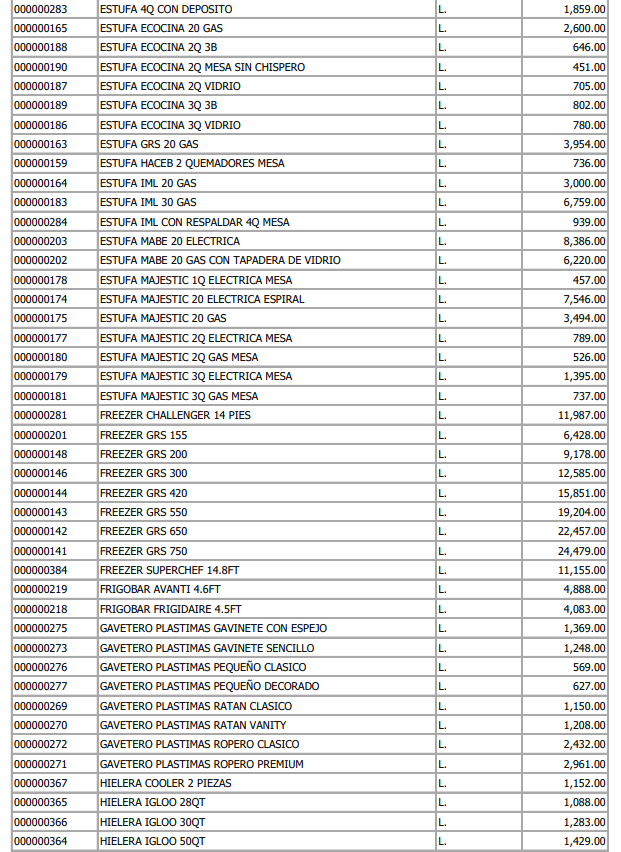 000000283 ESTUFA 4Q CON DEPOSITO L. 1,859.00
000000165 ESTUFA ECOCINA 20 GAS L. 2,600.00
000000188 ESTUFA ECOCINA 2Q 3B L. 646.00
000000190 ESTUFA ECOCINA 2Q MESA SIN CHISPERO L. 451.00
000000187 ESTUFA ECOCINA 2Q VIDRIO L. 705.00
000000189 ESTUFA ECOCINA 3Q 3B L. 802.00
000000186 ESTUFA ECOCINA 3Q VIDRIO L. 780.00
000000163 ESTUFA GRS 20 GAS L. 3,954.00
000000159 ESTUFA HACEB 2 QUEMADORES MESA L. 736.00
000000164 ESTUFA IML 20 GAS L. 3,000.00
000000183 ESTUFA IML 30 GAS L. 6,759.00
000000284 ESTUFA IML CON RESPALDAR 4Q MESA L. 939.00
000000203 ESTUFA MABE 20 ELECTRICA L. 8,386.00
000000202 ESTUFA MABE 20 GAS CON TAPADERA DE VIDRIO L. 6,220.00
000000178 ESTUFA MAJESTIC 1Q ELECTRICA MESA L. 457.00
000000174 ESTUFA MAJESTIC 20 ELECTRICA ESPIRAL L. 7,546.00
000000175 ESTUFA MAJESTIC 20 GAS L. 3,494.00
000000177 ESTUFA MAJESTIC 2Q ELECTRICA MESA L. 789.00
000000180 ESTUFA MAJESTIC 2Q GAS MESA L. 526.00
000000179 ESTUFA MAJESTIC 3Q ELECTRICA MESA L. 1,395.00
000000181 ESTUFA MAJESTIC 3Q GAS MESA L. 737.00
000000281 FREEZER CHALLENGER 14 PIES L. 11,987.00
000000201 FREEZER GRS 155 L. 6,428.00
000000148 FREEZER GRS 200 L. 9,178.00
000000146 FREEZER GRS 300 L. 12,585.00
000000144 FREEZER GRS 420 L. 15,851.00
000000143 FREEZER GRS 550 L. 19,204.00
000000142 FREEZER GRS 650 L. 22,457.00
000000141 FREEZER GRS 750 L. 24,479.00
000000384 FREEZER SUPERCHEF 14.8FT L. 11,155.00
000000219 FRIGOBAR AVANTI 4.6FT L. 4,888.00
000000218 FRIGOBAR FRIGIDAIRE 4.5FT L. 4,083.00
000000275 GAVETERO PLASTIMAS GAVINETE CON ESPEJO L. 1,369.00
000000273 GAVETERO PLASTIMAS GAVINETE SENCILLO L. 1,248.00
000000276 GAVETERO PLASTIMAS PEQUEÑO CLASICO L. 569.00
000000277 GAVETERO PLASTIMAS PEQUEÑO DECORADO L. 627.00
000000269 GAVETERO PLASTIMAS RATAN CLASICO L. 1,150.00
000000270 GAVETERO PLASTIMAS RATAN VANITY L. 1,208.00
000000272 GAVETERO PLASTIMAS ROPERO CLASICO L. 2,432.00
000000271 GAVETERO PLASTIMAS ROPERO PREMIUM L. 2,961.00
000000367 HIELERA COOLER 2 PIEZAS L. 1,152.00
000000365 HIELERA IGLOO 28QT L. 1,088.00
000000366 HIELERA IGLOO 30QT L. 1,283.00
000000364 HIELERA IGLOO 50QT L. 1,429.00